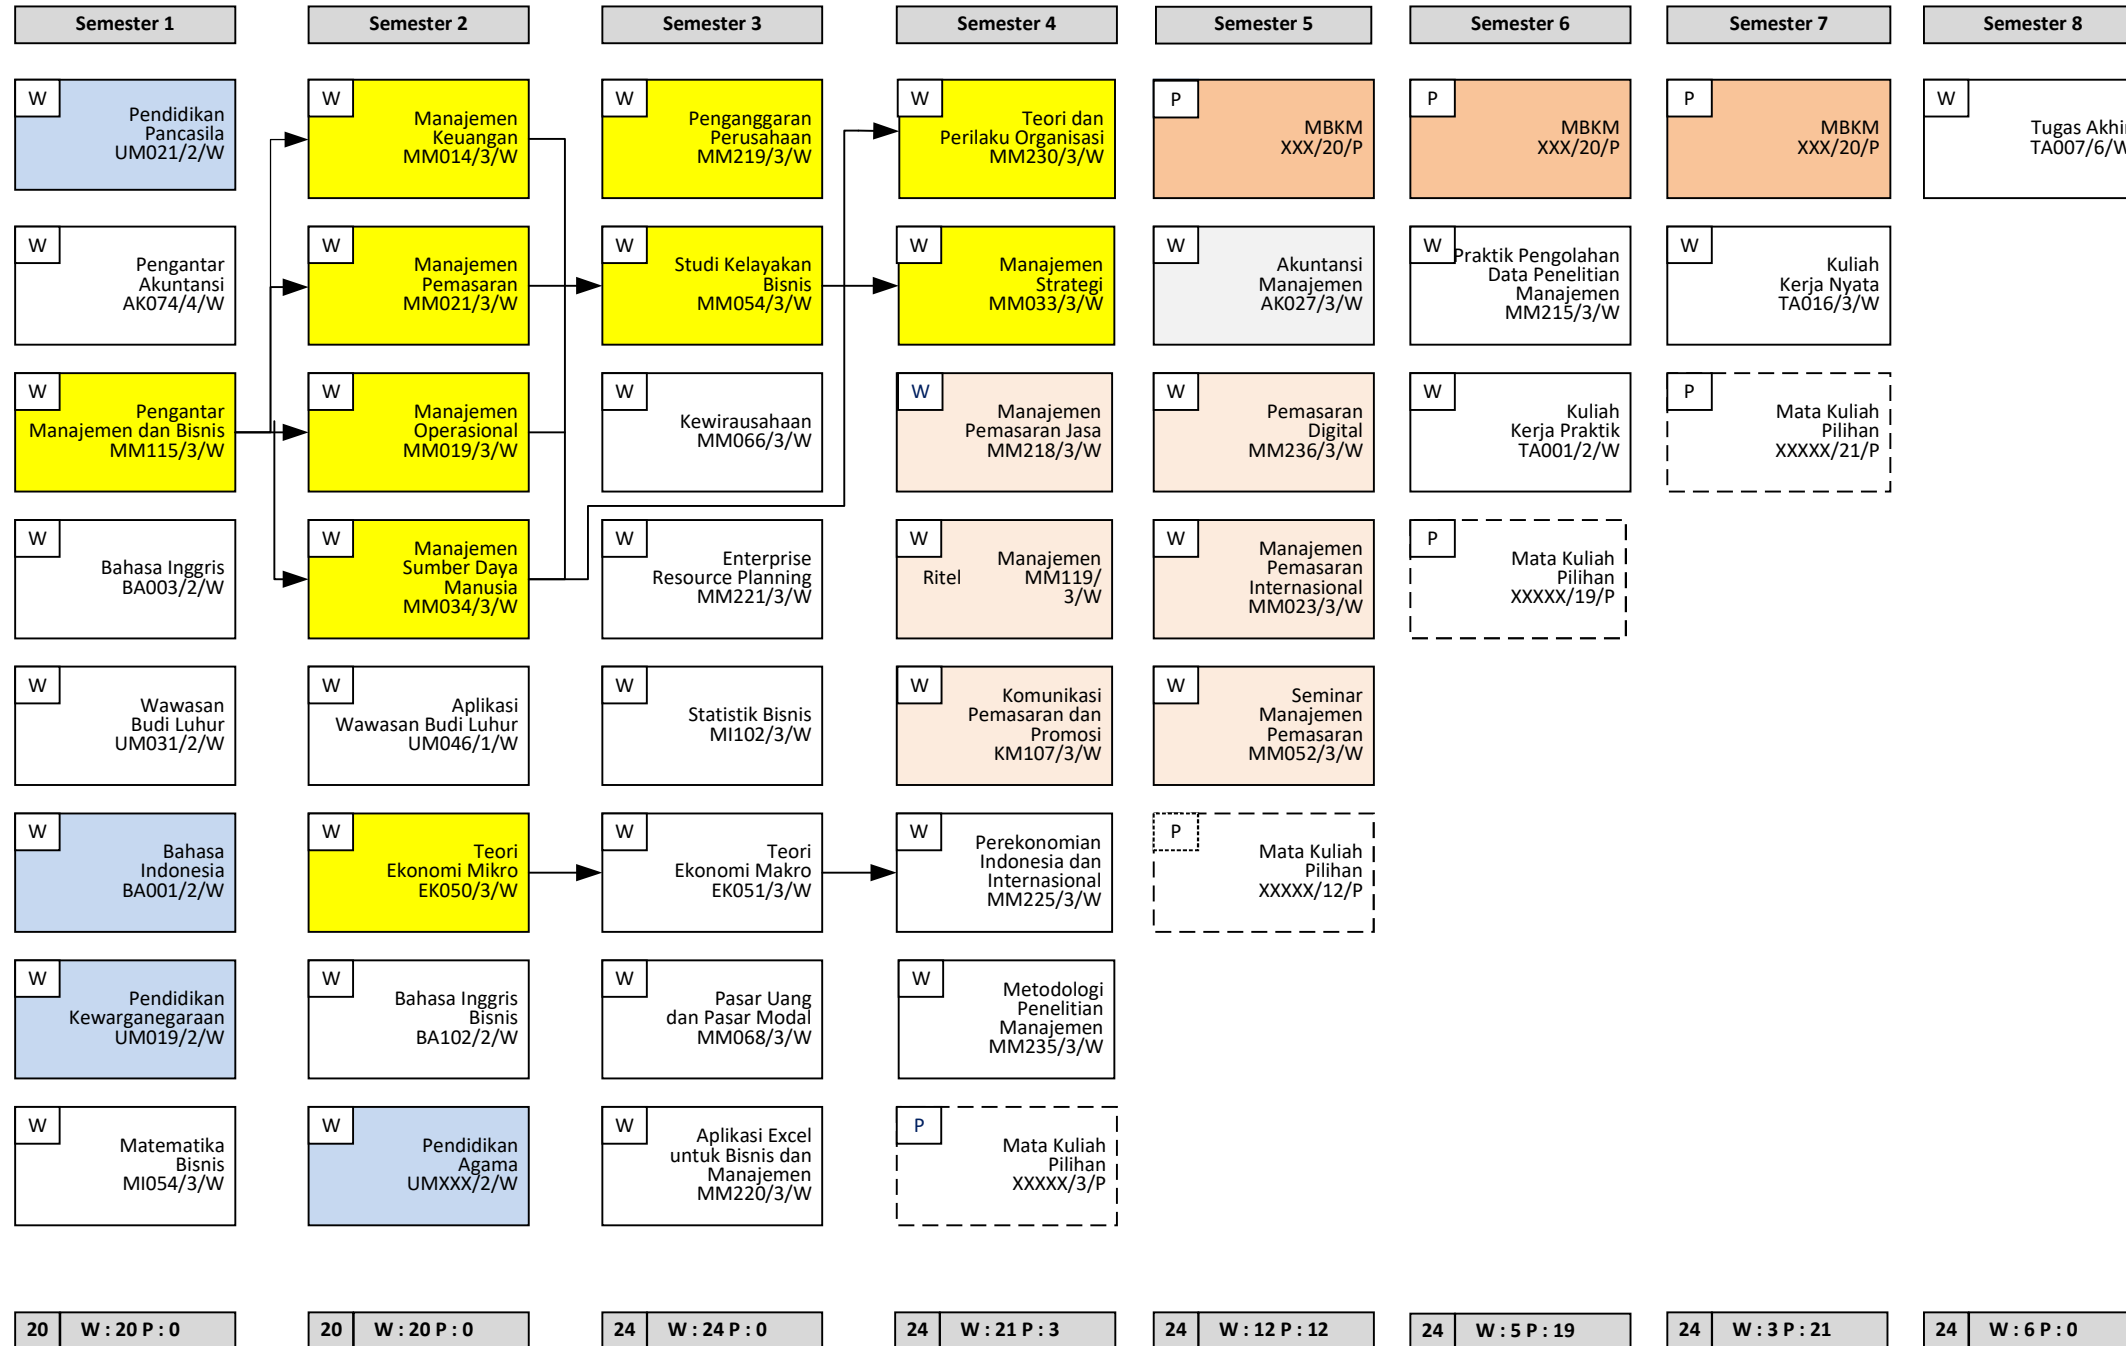 Semester 1
W
Pendidikan
Pancasila
UM021/2/W
W
Pengantar
Akuntansi
AK074/4/W
W
Pengantar
Manajemen dan Bisnis
MM115/3/W
W
Bahasa Inggris
BA003/2/W
W
Wawasan
Budi Luhur
UM031/2/W
W
Bahasa
Indonesia
BA001/2/W
W
Pendidikan
Kewarganegaraan
UM019/2/W
W
Matematika
Bisnis
MI054/3/W
20 W : 20 P : 0
Semester 2
W
Manajemen
Keuangan
MM014/3/W
W
Manajemen
Pemasaran
MM021/3/W
W
Manajemen
Operasional
MM019/3/W
W
Manajemen
Sumber Daya
Manusia
MM034/3/W
W
Aplikasi
Wawasan Budi Luhur
UM046/1/W
W
Teori
Ekonomi Mikro
EK050/3/W
W
Bahasa Inggris
Bisnis
BA102/2/W
W
Pendidikan
Agama
UMXXX/2/W
20 W : 20 P : 0
Semester 3
W
Penganggaran
Perusahaan
MM219/3/W
W
Studi Kelayakan
Bisnis
MM054/3/W
W
Kewirausahaan
MM066/3/W
W
Enterprise
Resource Planning
MM221/3/W
W
Statistik Bisnis
MI102/3/W
W
Teori
Ekonomi Makro
EK051/3/W
W
Pasar Uang
dan Pasar Modal
MM068/3/W
W
Aplikasi Excel
untuk Bisnis dan
Manajemen
MM220/3/W
24 W : 24 P : 0
Semester 4
W
Teori dan
Perilaku Organisasi
MM230/3/W
W
Manajemen
Strategi
MM033/3/W
W
Manajemen
Pemasaran Jasa
MM218/3/W
W
Manajemen
Ritel MM119/
3/W
W
Komunikasi
Pemasaran dan
Promosi
KM107/3/W
W
Perekonomian
Indonesia dan
Internasional
MM225/3/W
W
Metodologi
Penelitian
Manajemen
MM235/3/W
P
Mata Kuliah
Pilihan
XXXXX/3/P
24 W : 21 P : 3
Semester 5
P
MBKM
XXX/20/P
W
Akuntansi
Manajemen
AK027/3/W
W
Pemasaran
Digital
MM236/3/W
W
Manajemen
Pemasaran
Internasional
MM023/3/W
W
Seminar
Manajemen
Pemasaran
MM052/3/W
P
Mata Kuliah
Pilihan
XXXXX/12/P
24 W : 12 P : 12
Semester 6
P
MBKM
XXX/20/P
W
Praktik Pengolahan
Data Penelitian
Manajemen
MM215/3/W
W
Kuliah
Kerja Praktik
TA001/2/W
P
Mata Kuliah
Pilihan
XXXXX/19/P
24 W : 5 P : 19
Semester 7
P
MBKM
XXX/20/P
W
Kuliah
Kerja Nyata
TA016/3/W
P
Mata Kuliah
Pilihan
XXXXX/21/P
24 W : 3 P : 21
Semester 8
W
Tugas Akhir
TA007/6/W
24 W : 6 P : 0